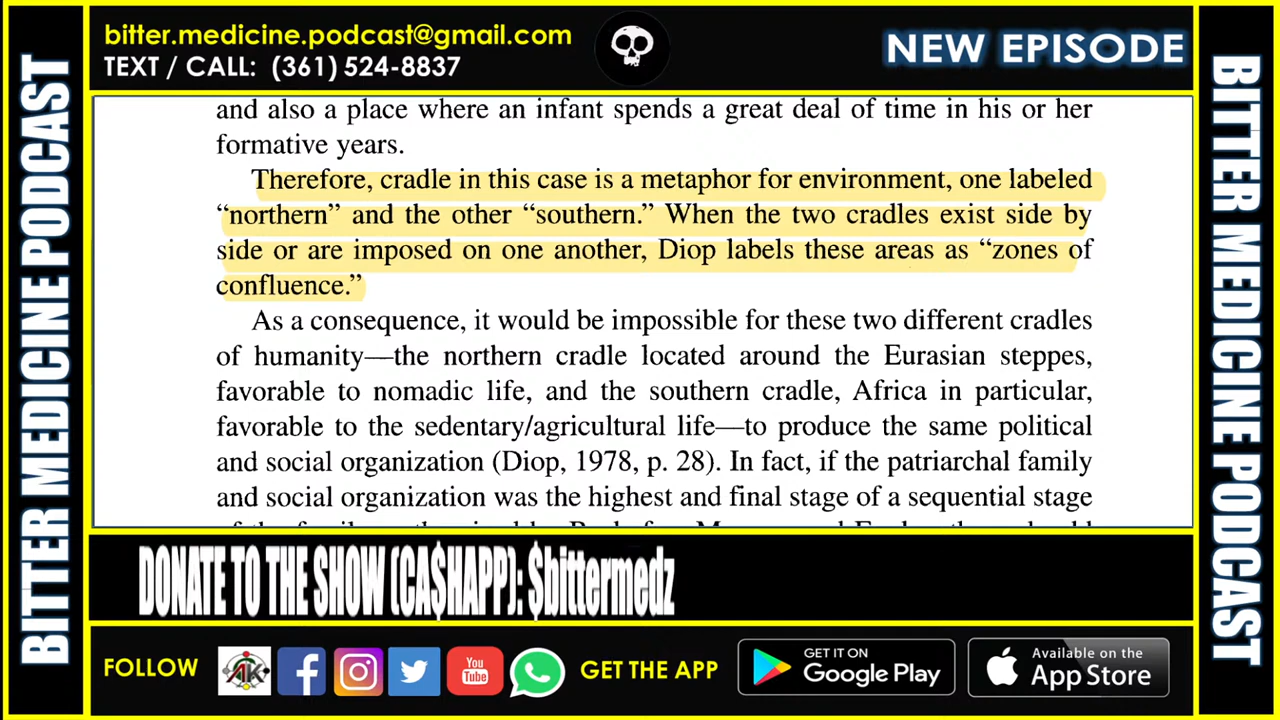 bitter.medicine.podcast@gmail.com
TEXT / CALL: (361) 524-8837
NEW EPISODE
BITTER MEDICINE PODCAST
and also a place where an infant spends a great deal of time in his or her
formative years.
Therefore, cradle in this case is a metaphor for environment, one labeled
“northern” and the other “southern.” When the two cradles exist side by
side or are imposed on one another, Diop labels these areas as “zones of
confluence.”
As a consequence, it would be impossible for these two different cradles
of humanity—the northern cradle located around the Eurasian steppes,
favorable to nomadic life, and the southern cradle, Africa in particular,
favorable to the sedentary/agricultural life—to produce the same political
and social organization (Diop, 1978, p. 28). In fact, if the patriarchal family
and social organization was the highest and final stage of a sequential stage
BITTER MEDICINE PODCAST
DONATE TO THE SHOW (CA$HAPP): $bittermedz
FOLLOW
You
Tube
GET THE APP
GET IT ON
Google Play
Available on the
App Store